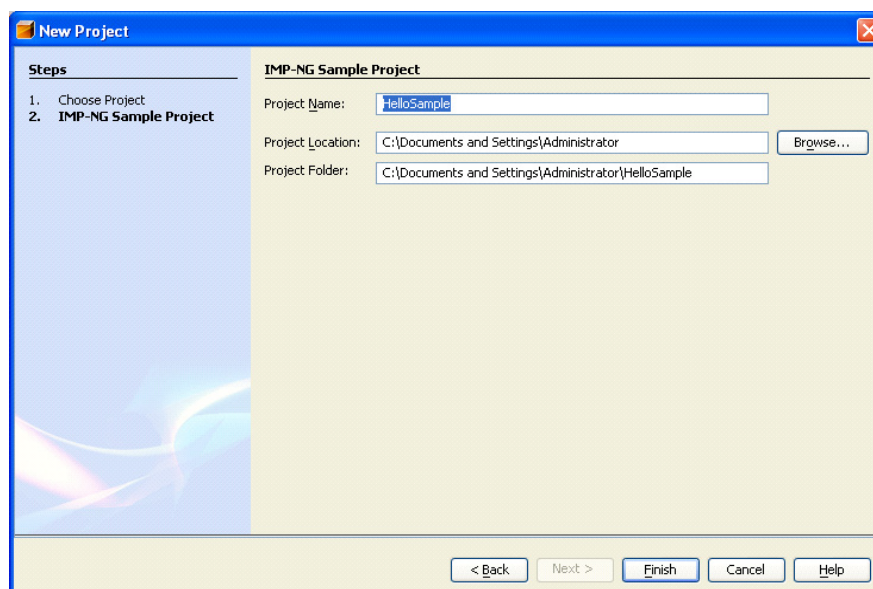 New Project
Steps
1. Choose Project
2. IMP-NG Sample Project
IMP-NG Sample Project
Project Name: HelloSample
Project Location: C:\Documents and Settings\Administrator Browse...
Project Folder: C:\Documents and Settings\Administrator\HelloSample
< Back Next > Finish Cancel Help